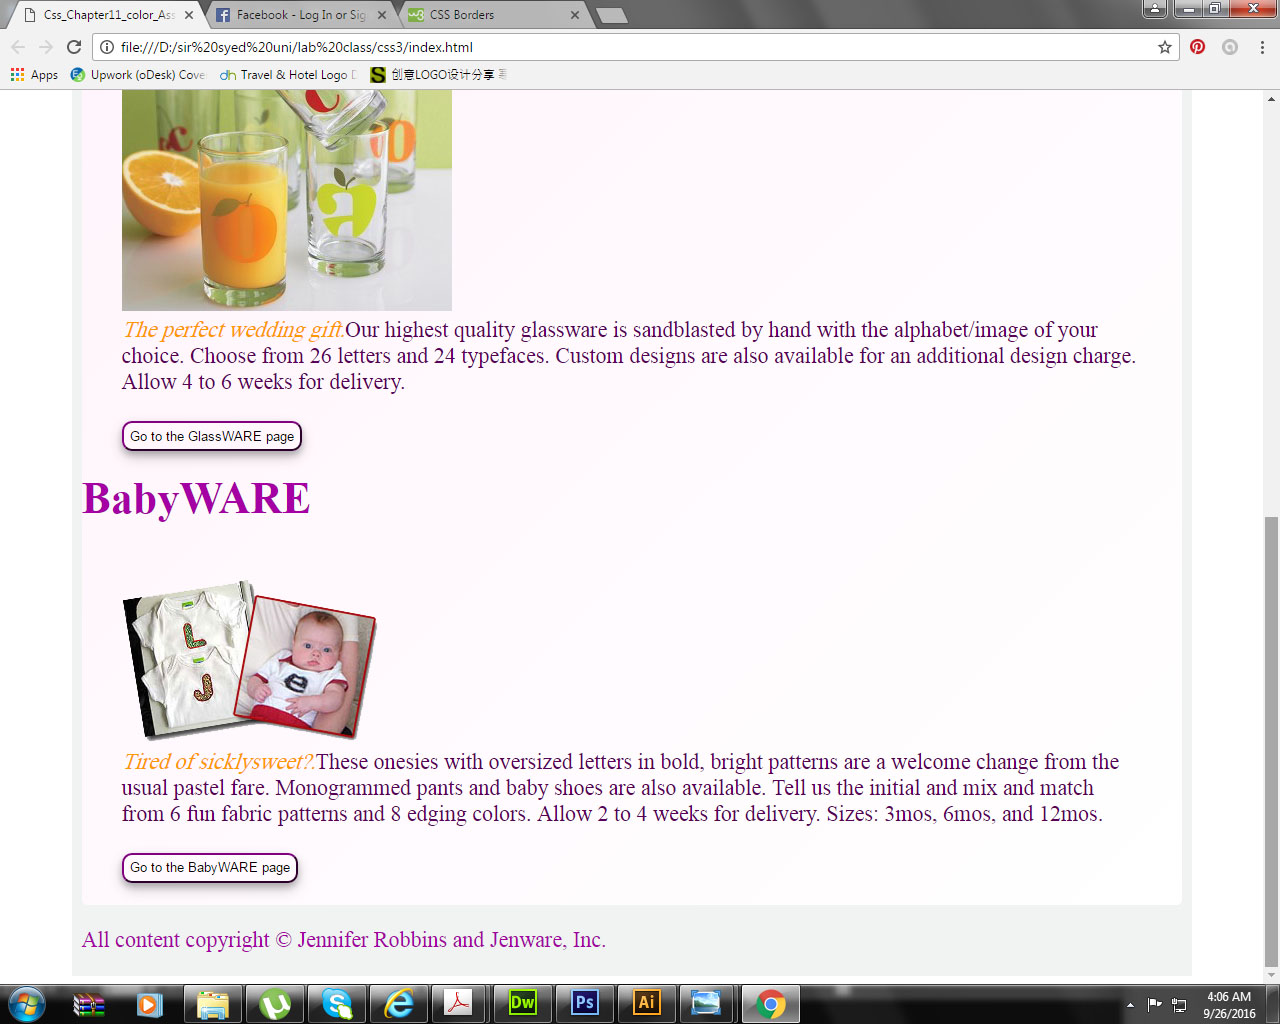 Css_Chapter11_color_Ass
Facebook - Log In or Sig
CSS Borders
file:///D:/sir%20syed%20uni/lab%20class/css3/index.html
Apps
Upwork (oDesk) Cove
Travel & Hotel Logo D
创意LOGO设计分享
The perfect wedding gift.Our highest quality glassware is sandblasted by hand with the alphabet/image of your
choice. Choose from 26 letters and 24 typefaces. Custom designs are also available for an additional design charge.
Allow 4 to 6 weeks for delivery.
Go to the GlassWARE page
BabyWARE
L
J
e
Tired of sicklysweet?.These onesies with oversized letters in bold, bright patterns are a welcome change from the
usual pastel fare. Monogrammed pants and baby shoes are also available. Tell us the initial and mix and match
from 6 fun fabric patterns and 8 edging colors. Allow 2 to 4 weeks for delivery. Sizes: 3mos, 6mos, and 12mos.
Go to the BabyWARE page
All content copyright © Jennifer Robbins and Jenware, Inc.
Dw
Ps
Ai
4:06 AM
9/26/2016